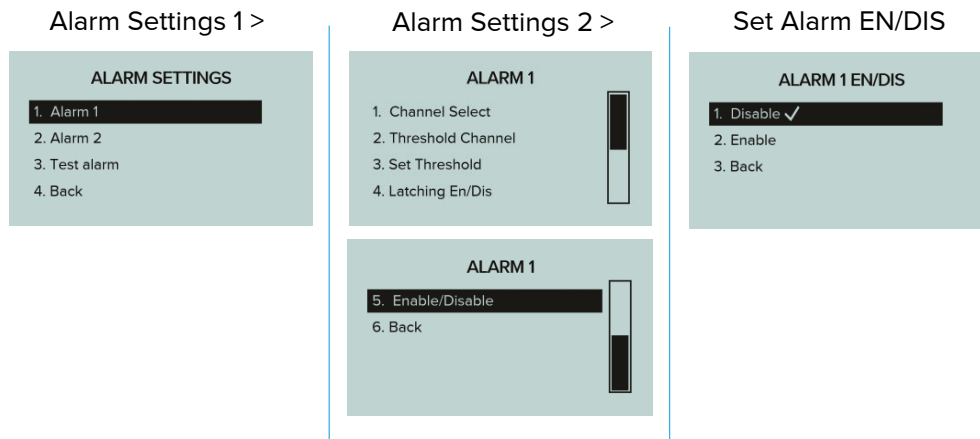 Alarm Settings 1 >
ALARM SETTINGS
1. Alarm 1
2. Alarm 2
3. Test alarm
4. Back
Alarm Settings 2 >
ALARM 1
1. Channel Select
2. Threshold Channel
3. Set Threshold
4. Latching En/Dis
ALARM 1
5. Enable/Disable
6. Back
Set Alarm EN/DIS
ALARM 1 EN/DIS
1. Disable ✓
2. Enable
3. Back